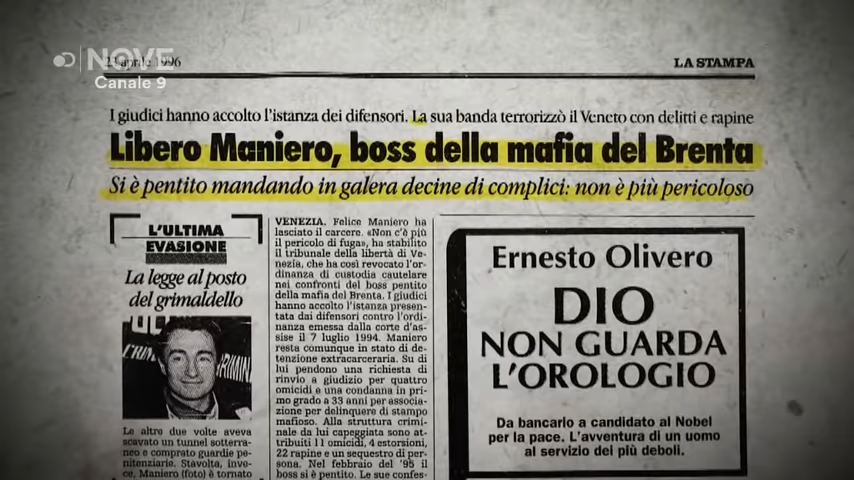 NOVE
Canale 9
23 aprile 1996
LA STAMPA
I giudici hanno accolto l'istanza dei difensori. La sua banda terrorizzò il Veneto con delitti e rapine
Libero Maniero, boss della mafia del Brenta
Si è pentito mandando in galera decine di complici: non è più pericoloso
L'ULTIMA
EVASIONE
La legge al posto
del grimaldello
Le altre due volte aveva
scavato un tunnel sotterra-
neo e comprato guardie pe-
nitenziarie. Stavolta, inve-
ce, Maniero (foto) è tornato
VENEZIA. Felice Maniero ha
lasciato il carcere. «Non c'è più
il pericolo di fuga», ha stabilito
il tribunale della libertà di Ve-
nezia, che ha così revocato l'or-
dinanza di custodia cautelare
nei confronti del boss pentito
della mafia del Brenta. I giudici
hanno accolto l'istanza presen-
tata dai difensori contro l'ordi-
nanza emessa dalla corte d'as-
sise il 7 luglio 1994. Maniero
resta comunque in stato di de-
tenzione extracarceraria. Su di
lui pendono una richiesta di
rinvio a giudizio per quattro
omicidi e una condanna in pri-
mo grado a 33 anni per associa-
zione per delinquere di stampo
mafioso. Alla struttura crimi-
nale da lui capeggiata sono at-
tribuiti 11 omicidi, 4 estorsioni,
22 rapine e un sequestro di per-
sona. Nel febbraio del '95 il
boss si è pentito. Le sue confes-
Ernesto Olivero
DIO
NON GUARDA
L'OROLOGIO
Da bancario a candidato al Nobel
per la pace. L'avventura di un uomo
al servizio dei più deboli.